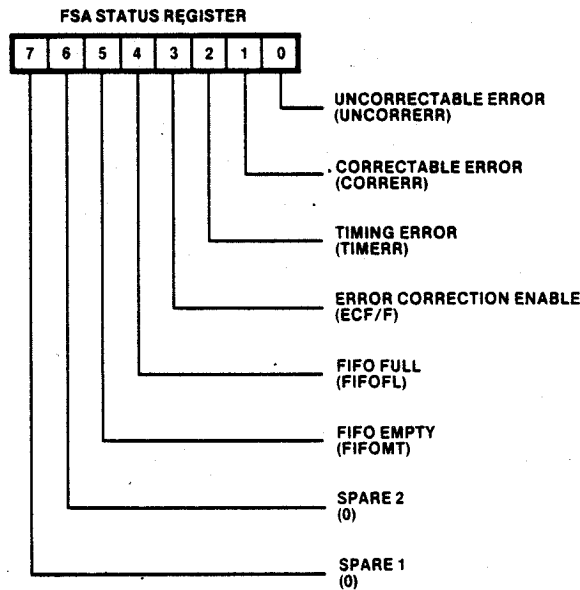 FSA STATUS REGISTER
7 6 5 4 3 2 1 0
UNCORRECTABLE ERROR
(UNCORRERR)
CORRECTABLE ERROR
(CORRERR)
TIMING ERROR
(TIMERR)
ERROR CORRECTION ENABLE
(ECF/F)
FIFO FULL
(FIFOFL)
FIFO EMPTY
(FIFOMT)
SPARE 2
(0)
SPARE 1
(0)